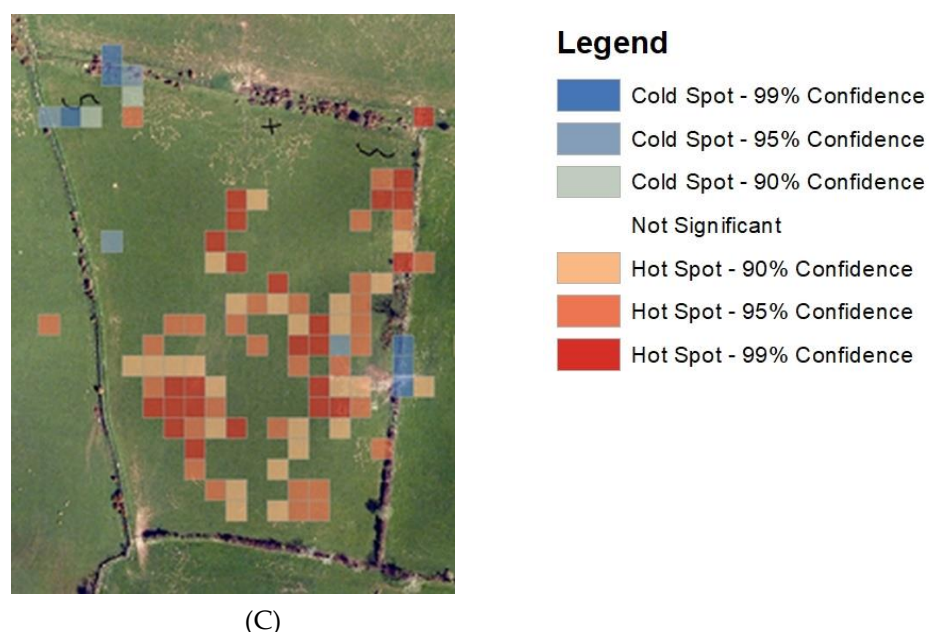 Legend
Cold Spot - 99% Confidence
Cold Spot - 95% Confidence
Cold Spot - 90% Confidence
Not Significant
Hot Spot - 90% Confidence
Hot Spot - 95% Confidence
Hot Spot - 99% Confidence
(C)